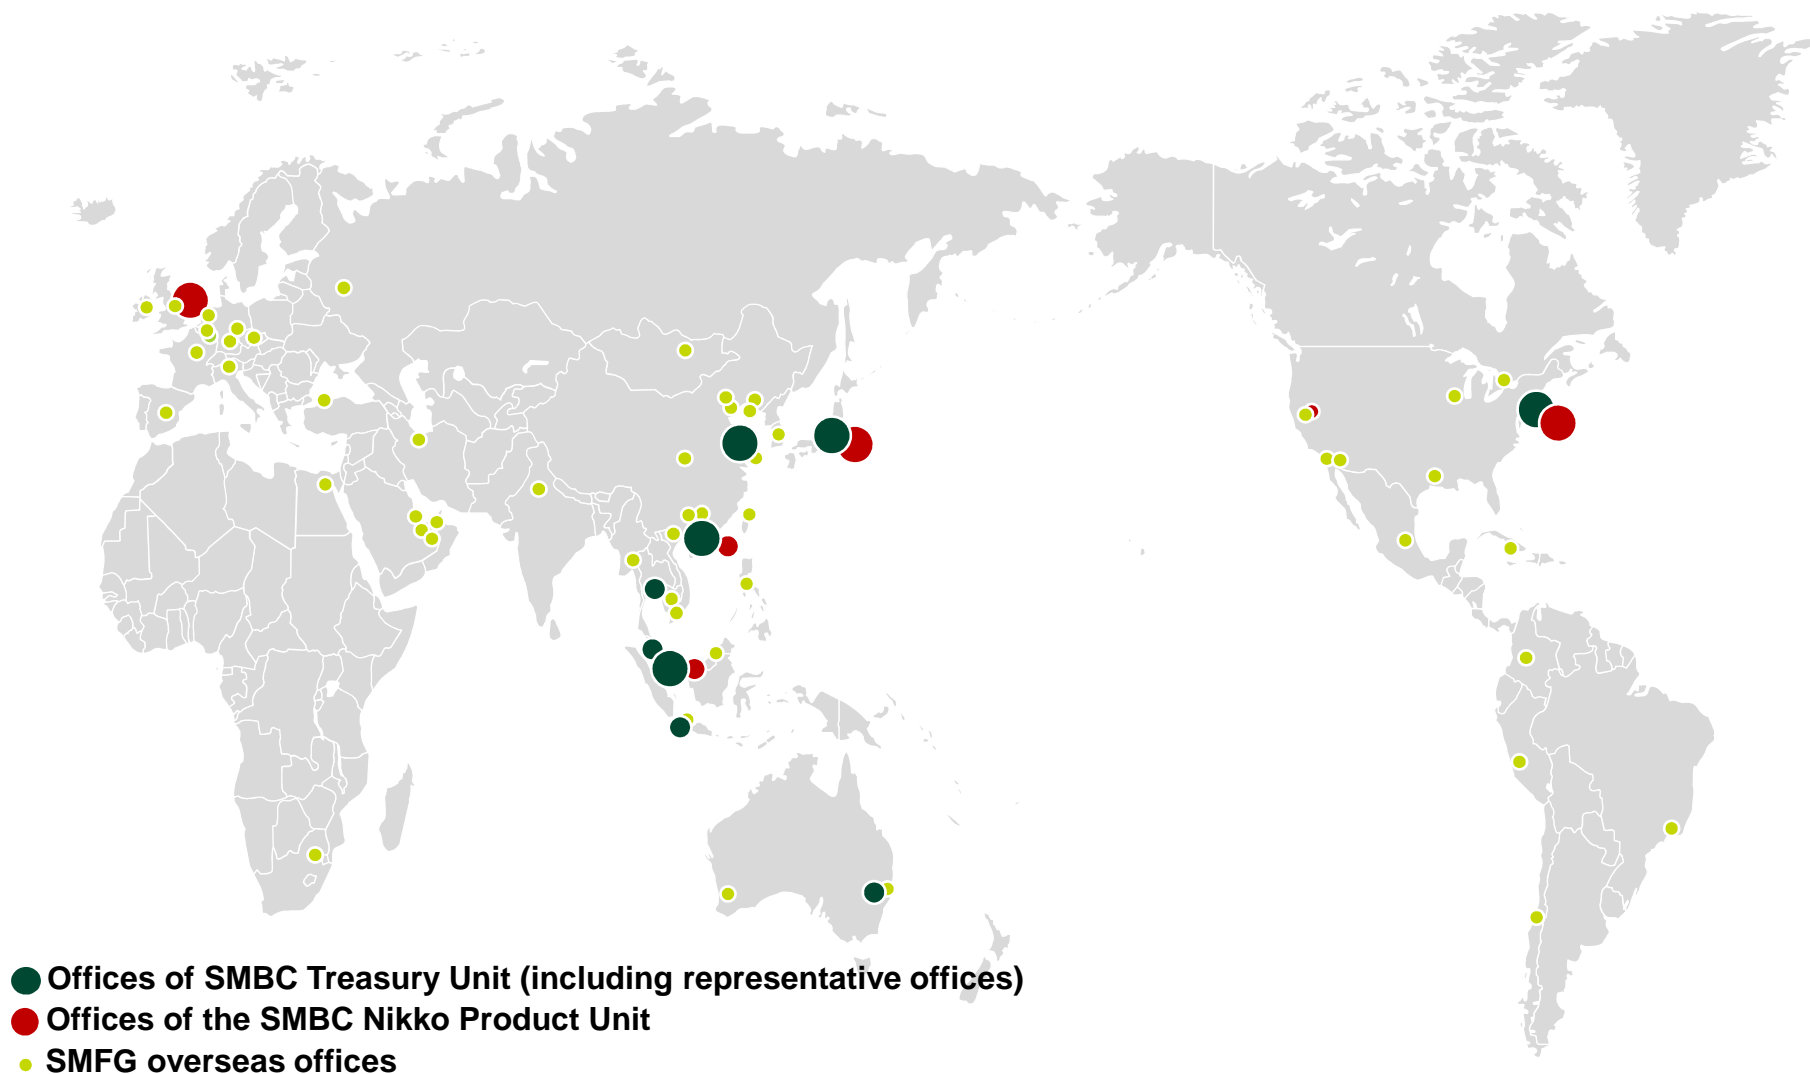 Offices of SMBC Treasury Unit (including representative offices)
Offices of the SMBC Nikko Product Unit
SMFG overseas offices